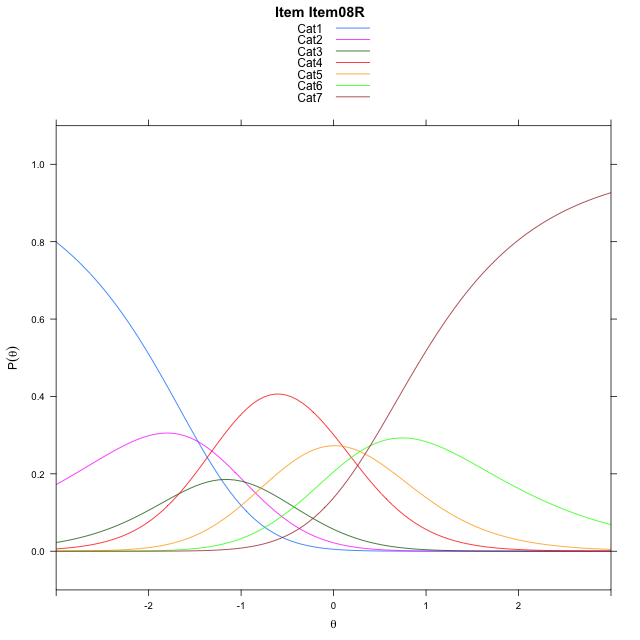 Item Item08R
Cat1
Cat2
Cat3
Cat4
Cat5
Cat6
Cat7
1.0
0.8
0.6
0.4
0.2
0.0
P(θ)
-2 -1 0 1 2
θ